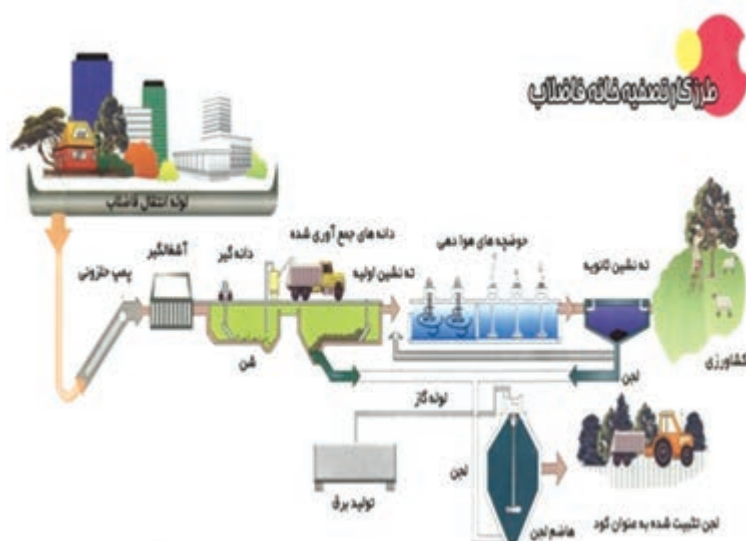 طرز کار تصفیه خانه فاضلاب
لوله انتقال فاضلاب
پمپ حلزونی
آشغالگیر
دانه گیر
دانه های جمع آوری شده
ته نشین اولیه
حوضچه های هوا دهی
ته نشین ثانویه
کشاورزی
شن
لجن
لوله گاز
تولید برق
لجن
هاضم لجن
لجن تثبیت شده به عنوان کود